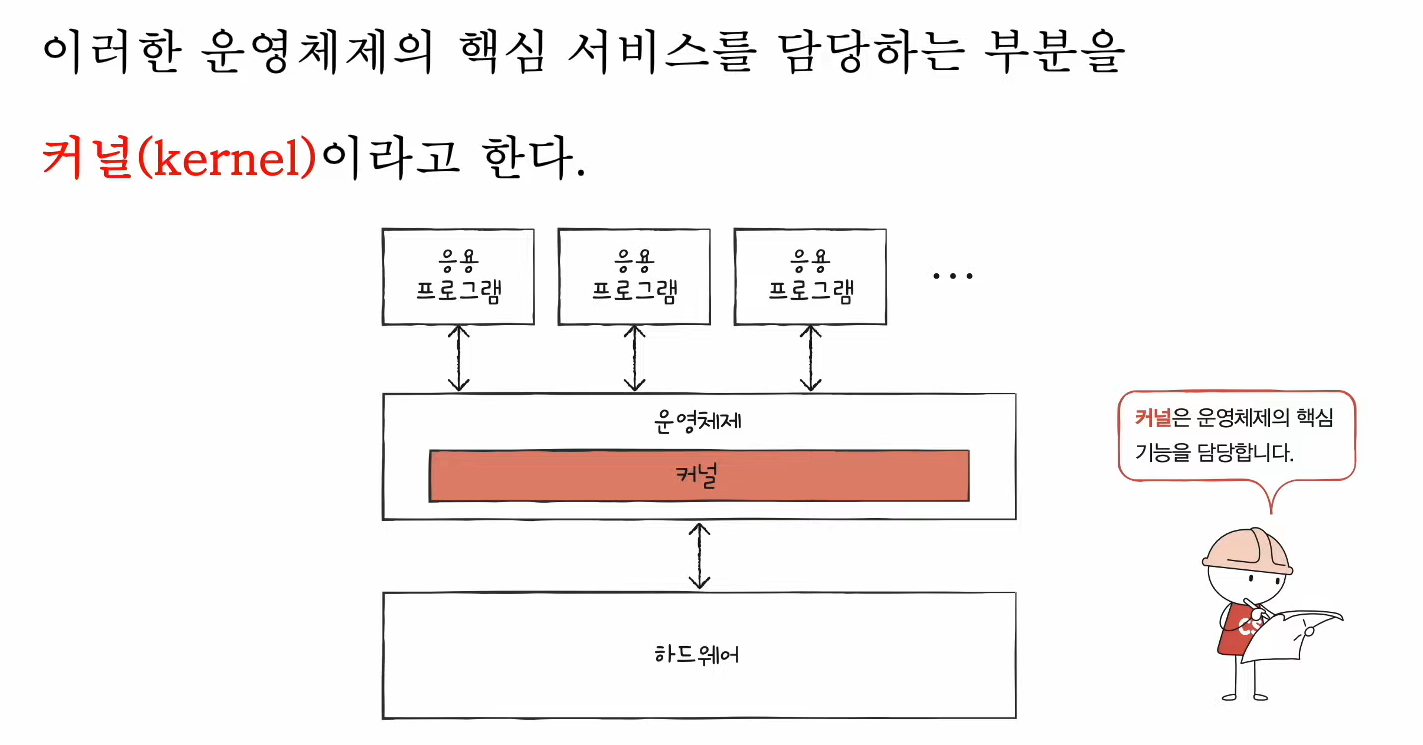 이러한 운영체제의 핵심 서비스를 담당하는 부분을
커널(kernel)이라고 한다.
응용
프로그램
응용
프로그램
응용
프로그램
...
운영체제
커널
커널은 운영체제의 핵심
기능을 담당합니다.
하드웨어
CS